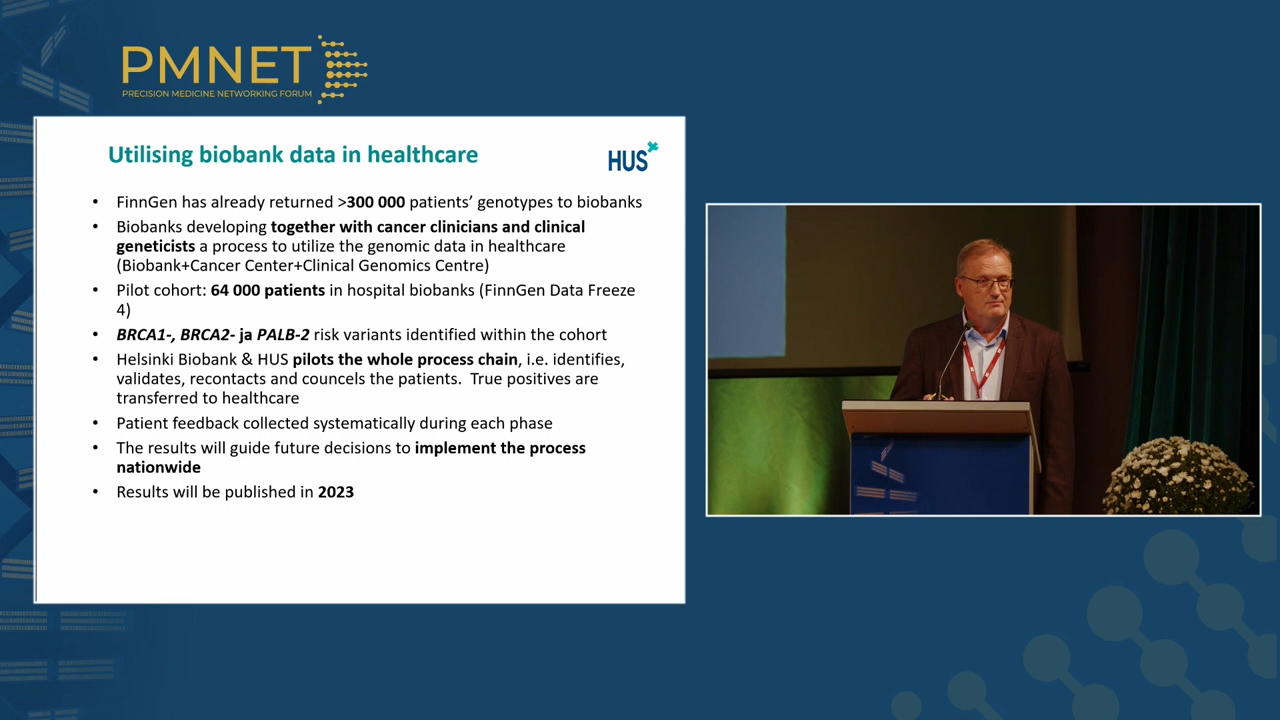 PMNET
PRECISION MEDICINE NETWORKING FORUM
Utilising biobank data in healthcare
HUS
• FinnGen has already returned >300 000 patients’ genotypes to biobanks
• Biobanks developing together with cancer clinicians and clinical
geneticists a process to utilize the genomic data in healthcare
(Biobank+Cancer Center+Clinical Genomics Centre)
• Pilot cohort: 64 000 patients in hospital biobanks (FinnGen Data Freeze
4)
• BRCA1-, BRCA2- ja PALB-2 risk variants identified within the cohort
• Helsinki Biobank & HUS pilots the whole process chain, i.e. identifies,
validates, recontacts and councels the patients. True positives are
transferred to healthcare
• Patient feedback collected systematically during each phase
• The results will guide future decisions to implement the process
nationwide
• Results will be published in 2023